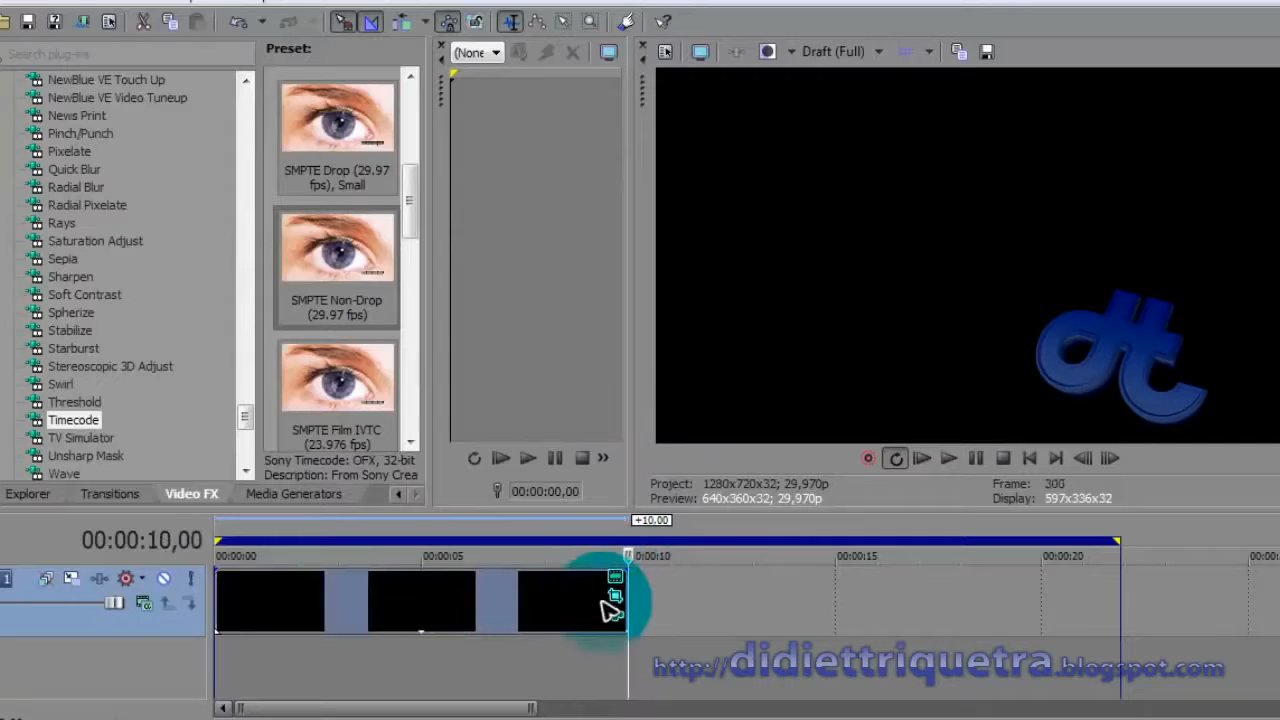 Search plug-ins
Preset:
(None
Draft (Full)
NewBlue VE Touch Up
NewBlue VE Video Tuneup
News Print
Pinch/Punch
Pixelate
Quick Blur
Radial Blur
Radial Pixelate
Rays
Saturation Adjust
Sepia
Sharpen
Soft Contrast
Spherize
Stabilize
Starburst
Stereoscopic 3D Adjust
Swirl
Threshold
Timecode
TV Simulator
Unsharp Mask
Wave
SMPTE Drop (29.97
fps), Small
SMPTE Non-Drop
(29.97 fps)
SMPTE Film IVTC
(23.976 fps)
Sony Timecode: OFX, 32-bit
Description: From Sony Crea
dt
Explorer
Transitions
Video FX
Media Generators
00:00:00,00
Project: 1280x720x32; 29,970p
Preview: 640x360x32; 29,970p
Frame: 300
Display: 597x336x32
+10,00
00:00:10,00
00:00:00
00:00:05
00:00:10
00:00:15
00:00:20
1
http://didiettriquetra.blogspot.com